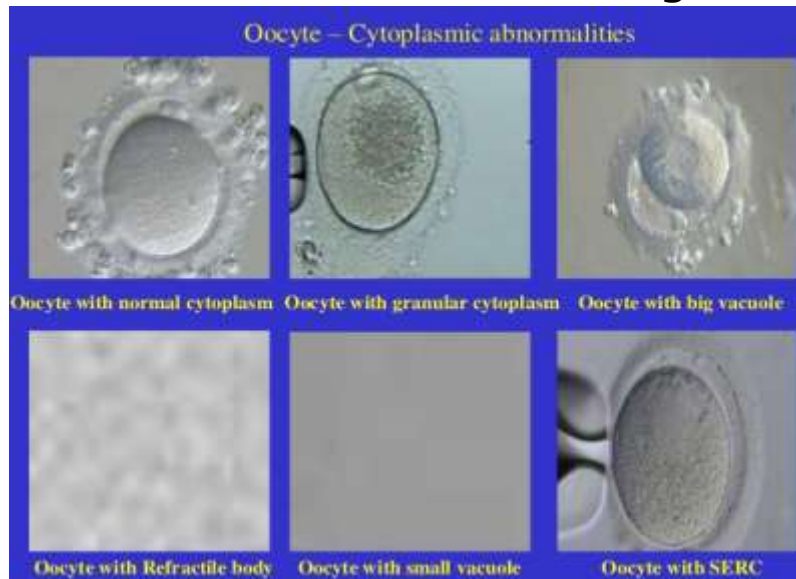 Oocyte – Cytoplasmic abnormalities
Oocyte with normal cytoplasm
Oocyte with granular cytoplasm
Oocyte with big vacuole
Oocyte with Refractile body
Oocyte with small vacuole
Oocyte with SERC